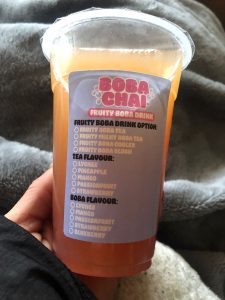 BOBA
CHAI
FRUITY BOBA DRINK
FRUITY BOBA DRINK OPTION
FRUITY BOBA TEA
FRUITY MILKY BOBA TEA
FRUITY BOBA COOLER
FRUITY BOBA SLUSH
TEA FLAVOUR:
LYCHEE
PINEAPPLE
MANGO
PASSIONFRUIT
STRAWBERRY
BOBA FLAVOUR:
LYCHEE
MANGO
PASSIONFRUIT
STRAWBERRY
BLUEBERRY